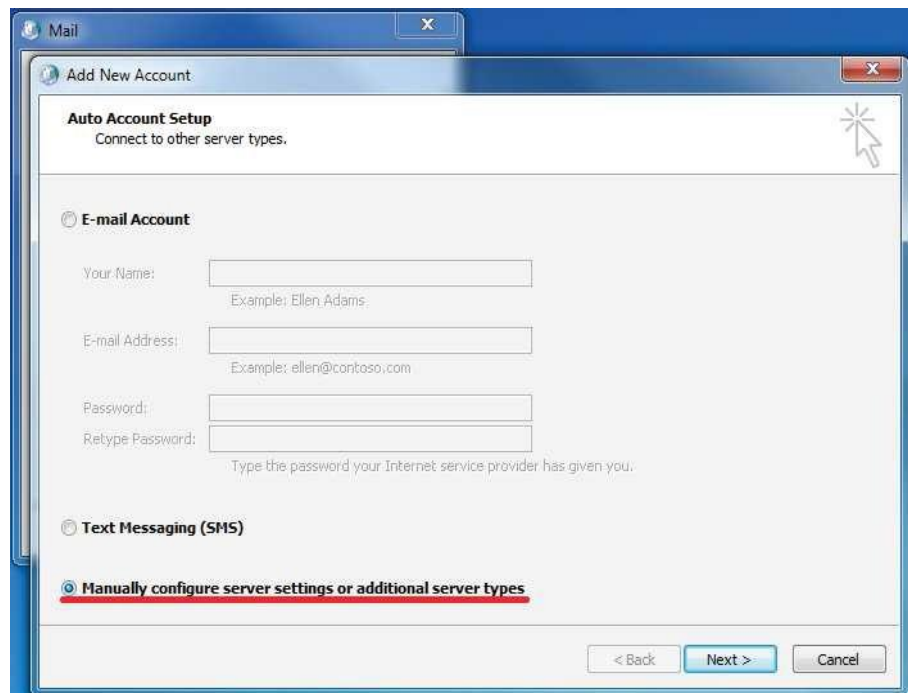 Mail
Add New Account
Auto Account Setup
Connect to other server types.
E-mail Account
Your Name:
Example: Ellen Adams
E-mail Address:
Example: ellen@contoso.com
Password:
Retype Password:
Type the password your Internet service provider has given you.
Text Messaging (SMS)
Manually configure server settings or additional server types
< Back Next > Cancel